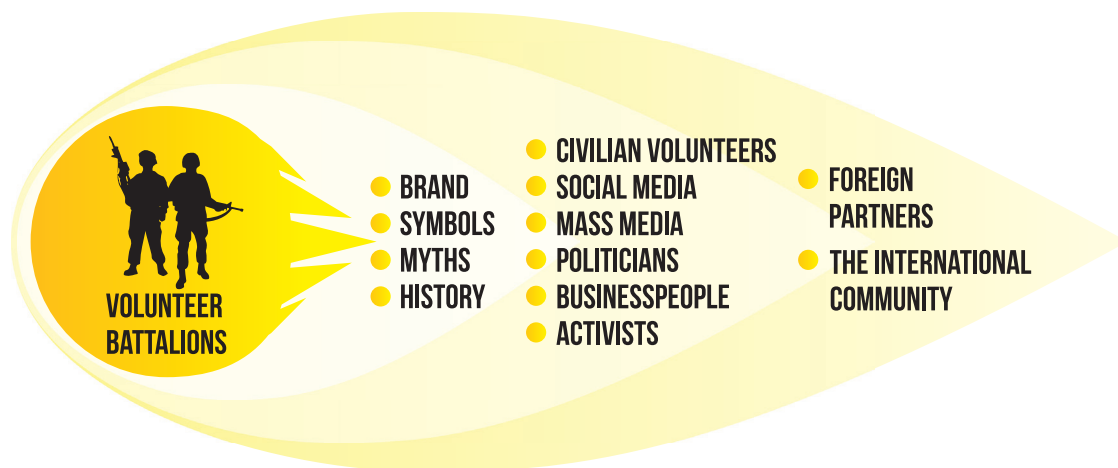 VOLUNTEER
BATTALIONS
BRAND
SYMBOLS
MYTHS
HISTORY
CIVILIAN VOLUNTEERS
SOCIAL MEDIA
MASS MEDIA
POLITICIANS
BUSINESSPEOPLE
ACTIVISTS
FOREIGN
PARTNERS
THE INTERNATIONAL
COMMUNITY